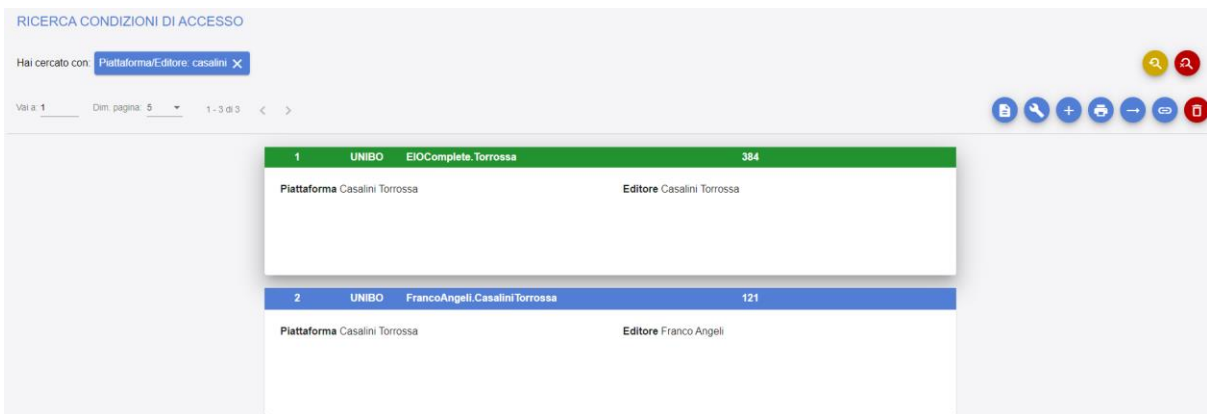 RICERCA CONDIZIONI DI ACCESSO
Hai cercato con: Piattaforma/Editore: casalini
Vai a: 1 Dim. pagina: 5 1 - 3 di 3
1 UNIBO EIOComplete.Torrossa 384
Piattaforma Casalini Torrossa Editore Casalini Torrossa
2 UNIBO FrancoAngeli.CasaliniTorrossa 121
Piattaforma Casalini Torrossa Editore Franco Angeli